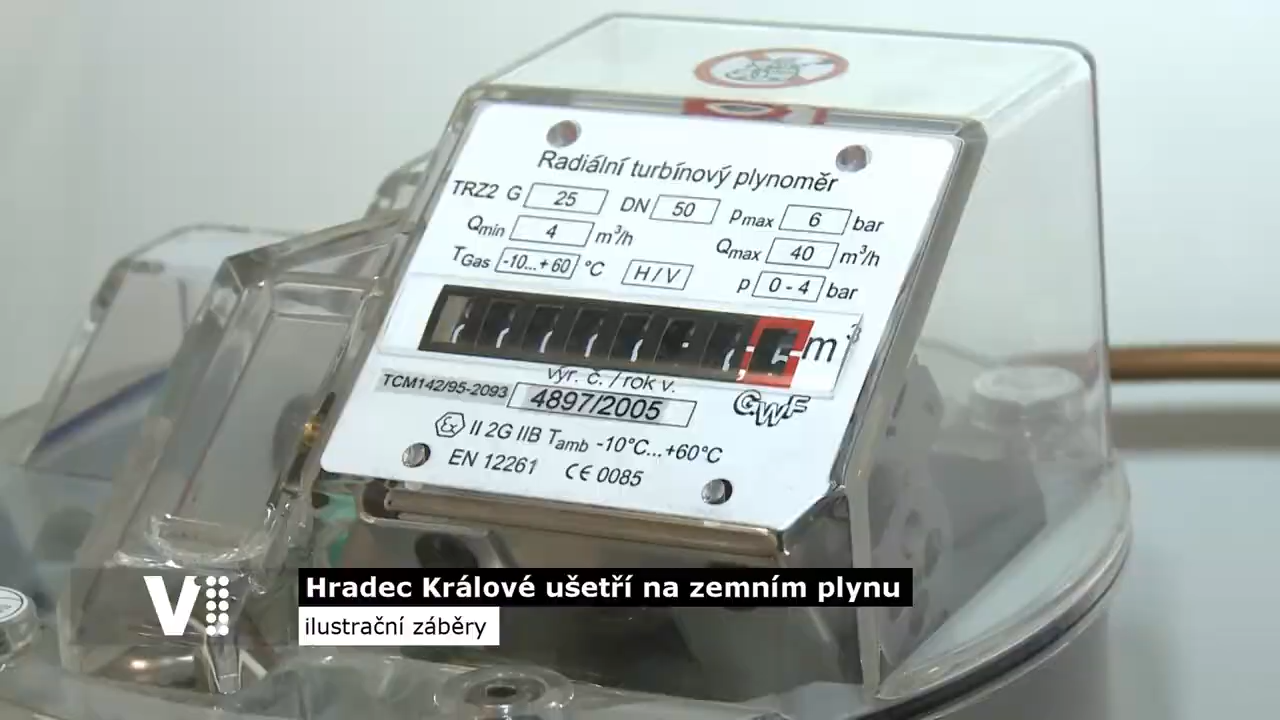 Radiální turbínový plynoměr
TRZ2 G 25 DN 50 pmax 6 bar
Qmin 4 m³/h Qmax 40 m³/h
TGas -10...+60 °C H/V p 0-4 bar
m³
vyr. č. / rok v.
TCM142/95-2093 4897/2005 GWF
Ex II 2G IIB Tamb -10°C...+60°C
EN 12261 CE 0085
Hradec Králové ušetří na zemním plynu
ilustrační záběry